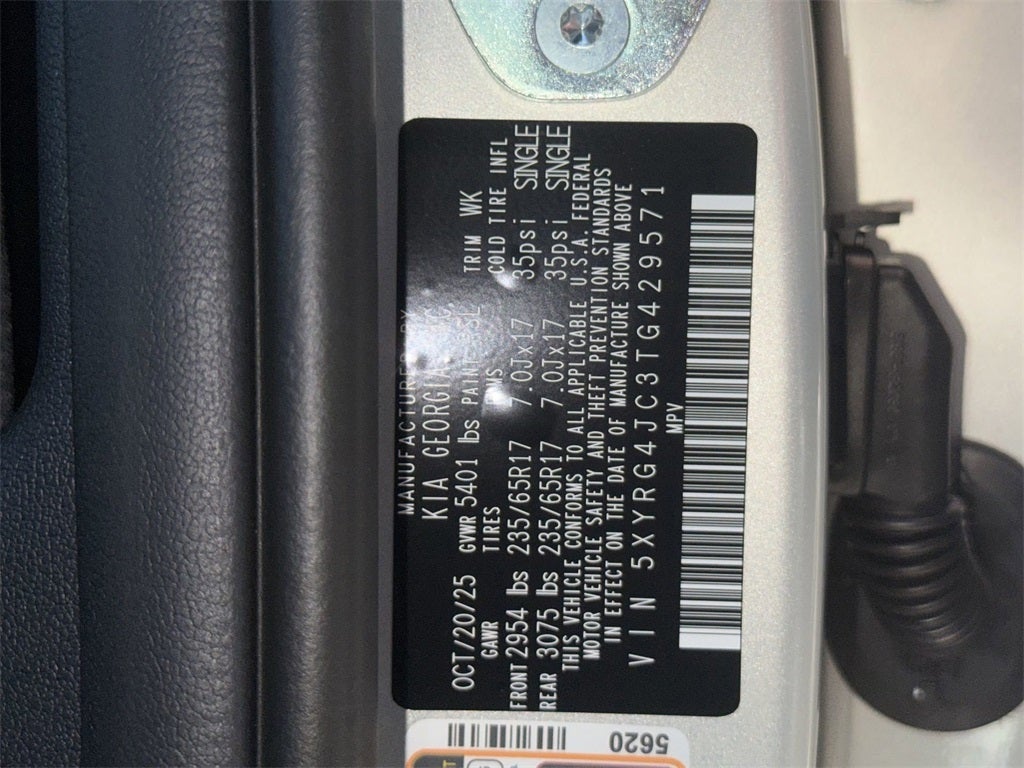 MANUFACTURED BY
KIA GEORGIA,
OCT/20/25 GVWR 5401 lbs PAINT TRIM WK
GAWR TIRES RIMS COLD TIRE INFL
FRONT 2954 lbs 235/65R17 7.0Jx17 35psi SINGLE
REAR 3075 lbs 235/65R17 7.0Jx17 35psi SINGLE
THIS VEHICLE CONFORMS TO ALL APPLICABLE U.S.A. FEDERAL
MOTOR VEHICLE SAFETY AND THEFT PREVENTION STANDARDS
IN EFFECT ON THE DATE OF MANUFACTURE SHOWN ABOVE
VIN 5XYRG4JC3TG429571
MPV
5620